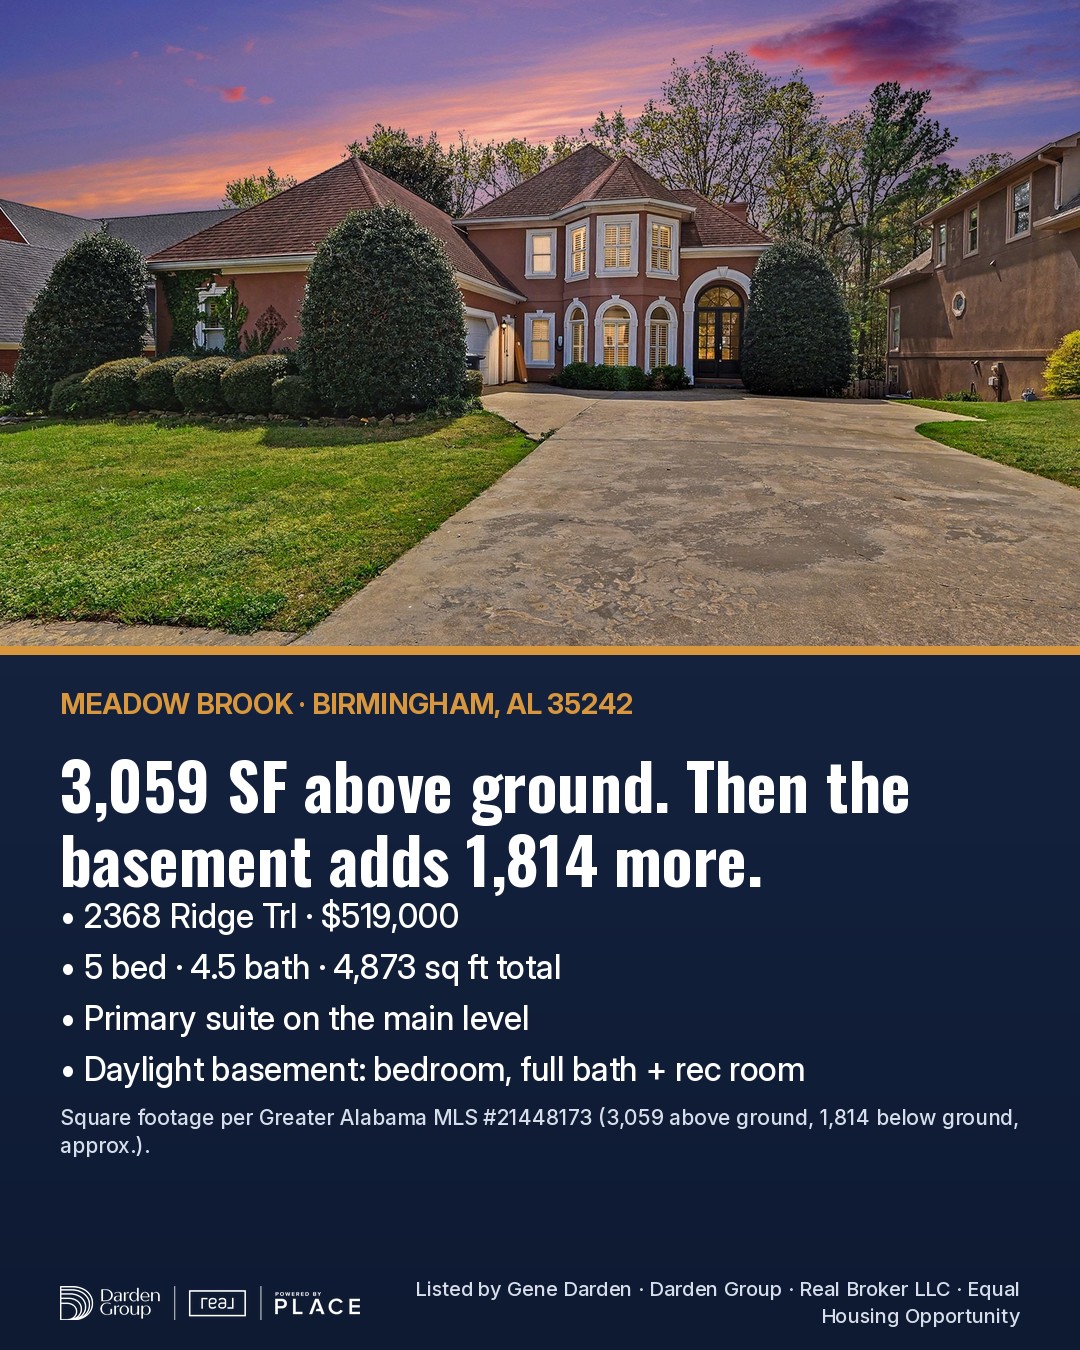 MEADOW BROOK · BIRMINGHAM, AL 35242
3,059 SF above ground. Then the
basement adds 1,814 more.
• 2368 Ridge Trl · $519,000
• 5 bed · 4.5 bath · 4,873 sq ft total
• Primary suite on the main level
• Daylight basement: bedroom, full bath + rec room
Square footage per Greater Alabama MLS #21448173 (3,059 above ground, 1,814 below ground,
approx.).
Darden
Group
real
POWERED BY
PLACE
Listed by Gene Darden · Darden Group · Real Broker LLC · Equal
Housing Opportunity